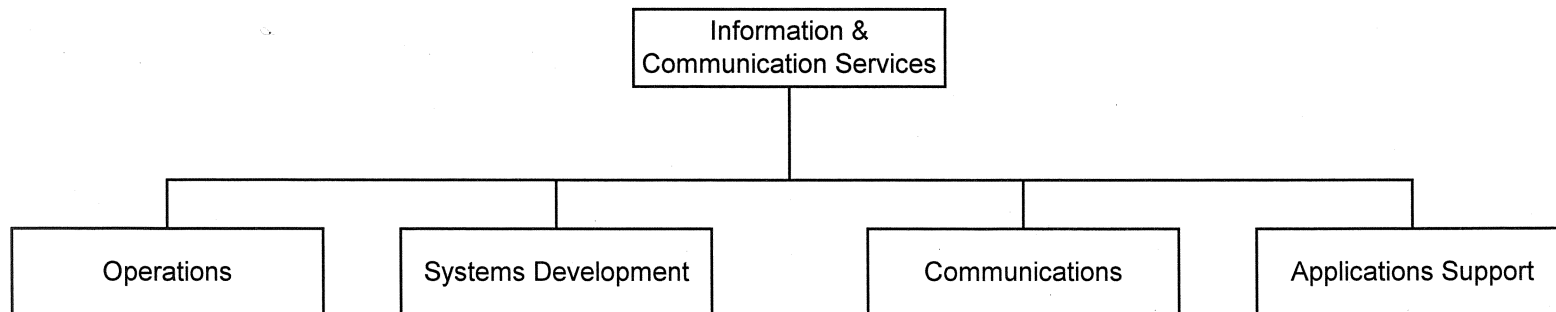 Information &
Communication Services
Operations
Systems Development
Communications
Applications Support